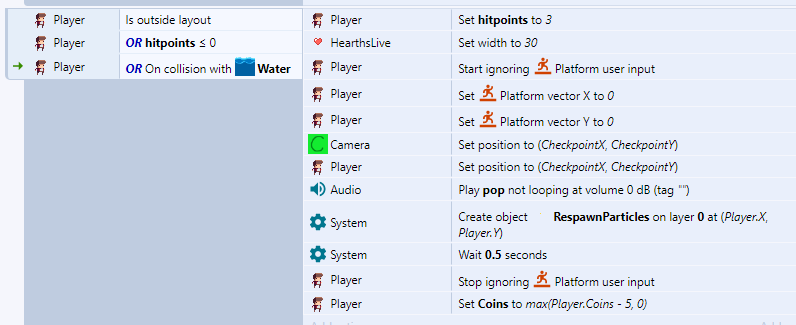 Player Is outside layout Player Set hitpoints to 3
Player OR hitpoints ≤ 0 HearthsLive Set width to 30
Player OR On collision with Water Player Start ignoring Platform user input
Player Set Platform vector X to 0
Player Set Platform vector Y to 0
C Camera Set position to (CheckpointX, CheckpointY)
Player Set position to (CheckpointX, CheckpointY)
Audio Play pop not looping at volume 0 dB (tag "")
System Create object RespawnParticles on layer 0 at (Player.X,
Player.Y)
System Wait 0.5 seconds
Player Stop ignoring Platform user input
Player Set Coins to max(Player.Coins - 5, 0)